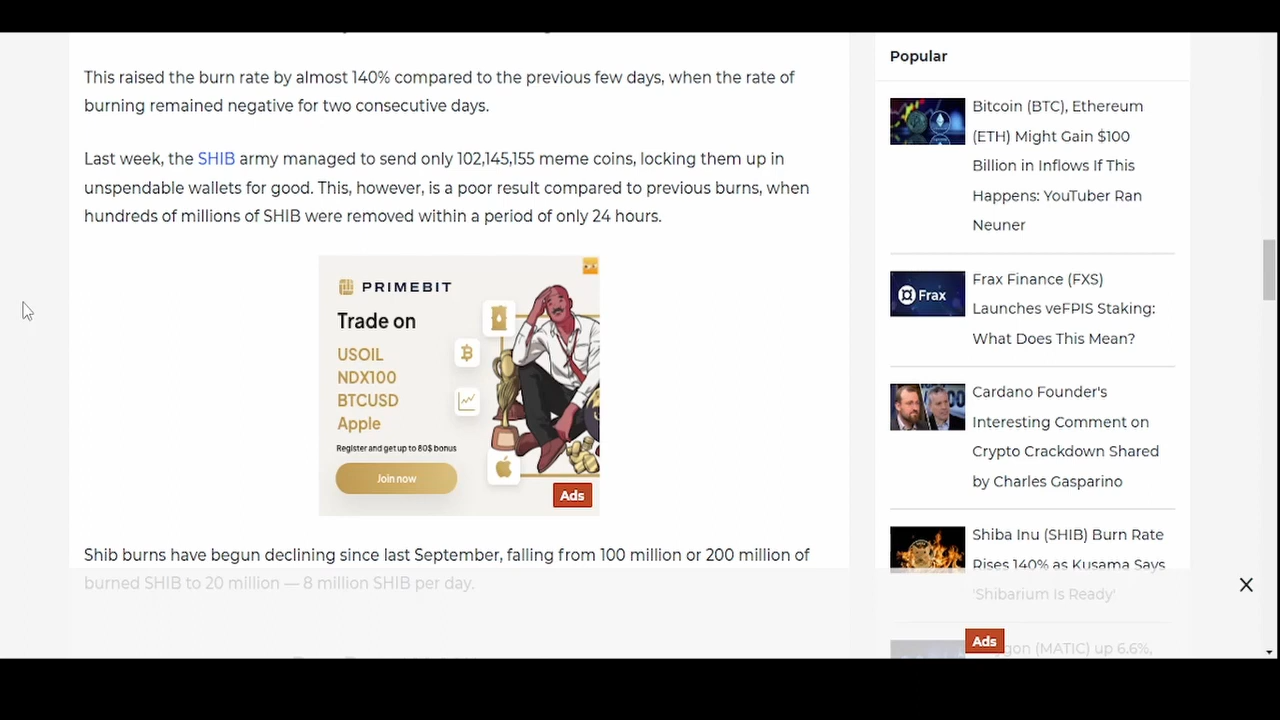 This raised the burn rate by almost 140% compared to the previous few days, when the rate of
burning remained negative for two consecutive days.
Last week, the SHIB army managed to send only 102,145,155 meme coins, locking them up in
unspendable wallets for good. This, however, is a poor result compared to previous burns, when
hundreds of millions of SHIB were removed within a period of only 24 hours.
PRIMEBIT
Trade on
USOIL
NDX100
BTCUSD
Apple
Register and get up to 80$ bonus
Join now
Ads
Shib burns have begun declining since last September, falling from 100 million or 200 million of
burned SHIB to 20 million — 8 million SHIB per day.
Popular
Bitcoin (BTC), Ethereum
(ETH) Might Gain $100
Billion in Inflows If This
Happens: YouTuber Ran
Neuner
Frax
Frax Finance (FXS)
Launches veFPIS Staking:
What Does This Mean?
Cardano Founder's
Interesting Comment on
Crypto Crackdown Shared
by Charles Gasparino
Shiba Inu (SHIB) Burn Rate
Rises 140% as Kusama Says
'Shibarium Is Ready'
(MATIC) up 6.6%,
Ads